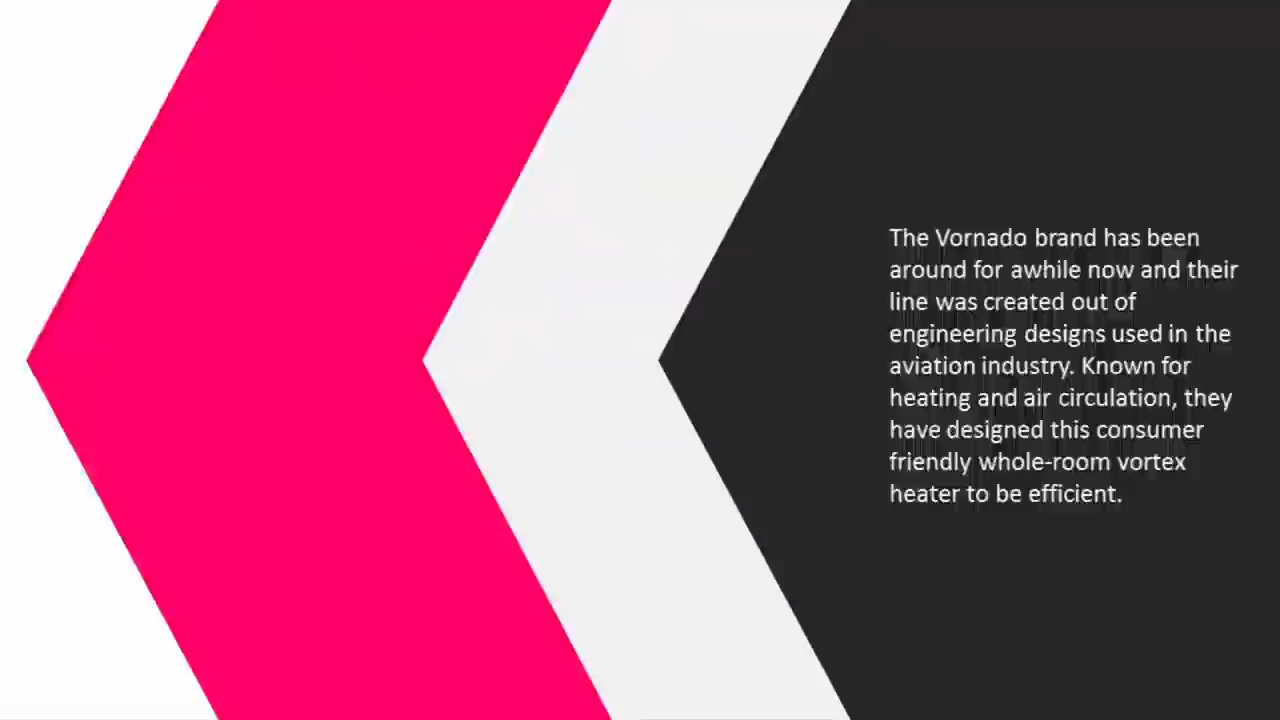 The Vornado brand has been
around for awhile now and their
line was created out of
engineering designs used in the
aviation industry. Known for
heating and air circulation, they
have designed this consumer
friendly whole-room vortex
heater to be efficient.